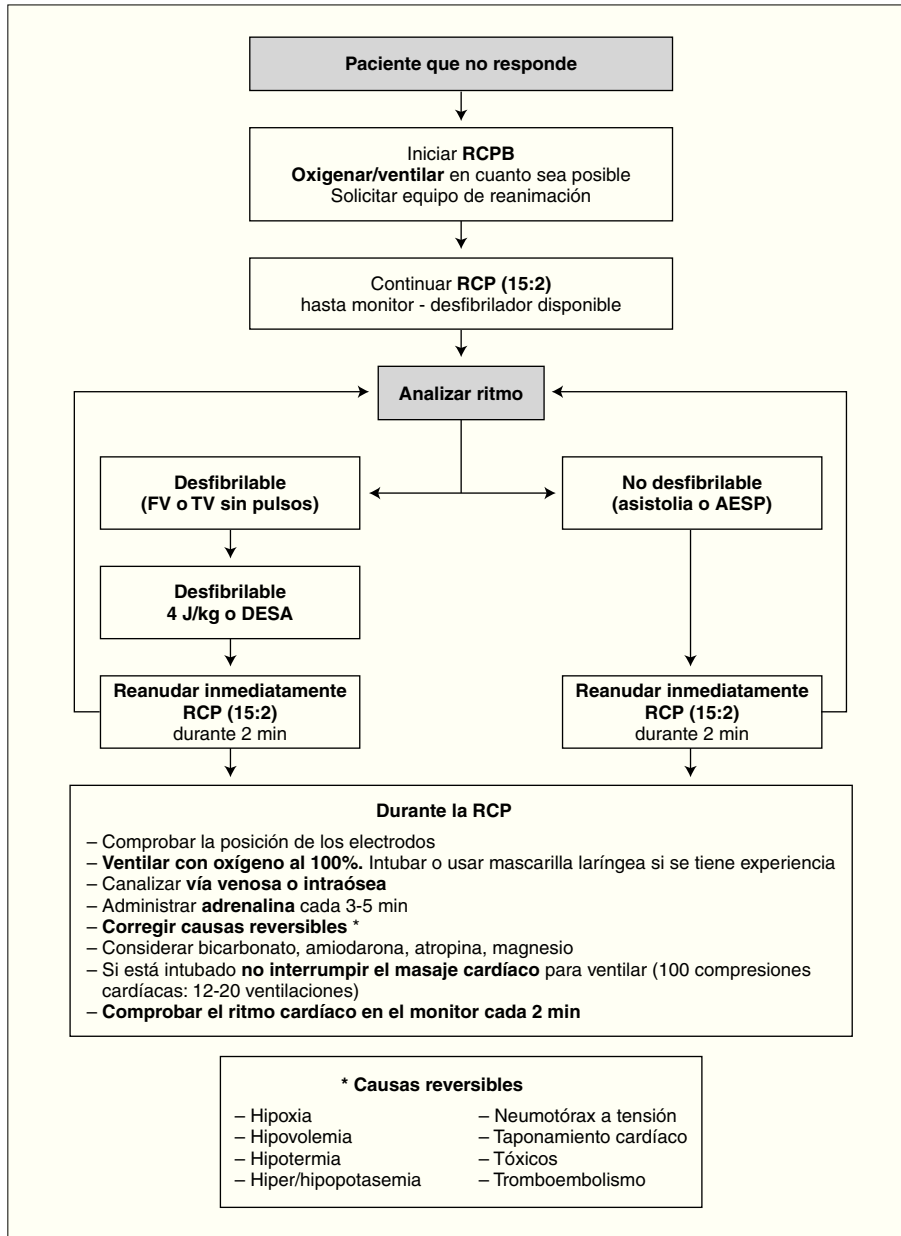 Paciente que no responde
Iniciar RCPB
Oxigenar/ventilar en cuanto sea posible
Solicitar equipo de reanimación
Continuar RCP (15:2)
hasta monitor - desfibrilador disponible
Analizar ritmo
Desfibrilable
(FV o TV sin pulsos)
No desfibrilable
(asistolia o AESP)
Desfibrilable
4 J/kg o DESA
Reanudar inmediatamente
RCP (15:2)
durante 2 min
Reanudar inmediatamente
RCP (15:2)
durante 2 min
Durante la RCP
– Comprobar la posición de los electrodos
– Ventilar con oxígeno al 100%. Intubar o usar mascarilla laríngea si se tiene experiencia
– Canalizar vía venosa o intraósea
– Administrar adrenalina cada 3-5 min
– Corregir causas reversibles *
– Considerar bicarbonato, amiodarona, atropina, magnesio
– Si está intubado no interrumpir el masaje cardíaco para ventilar (100 compresiones
cardíacas: 12-20 ventilaciones)
– Comprobar el ritmo cardíaco en el monitor cada 2 min
* Causas reversibles
– Hipoxia
– Hipovolemia
– Hipotermia
– Hiper/hipopotasemia
– Neumotórax a tensión
– Taponamiento cardíaco
– Tóxicos
– Tromboembolismo